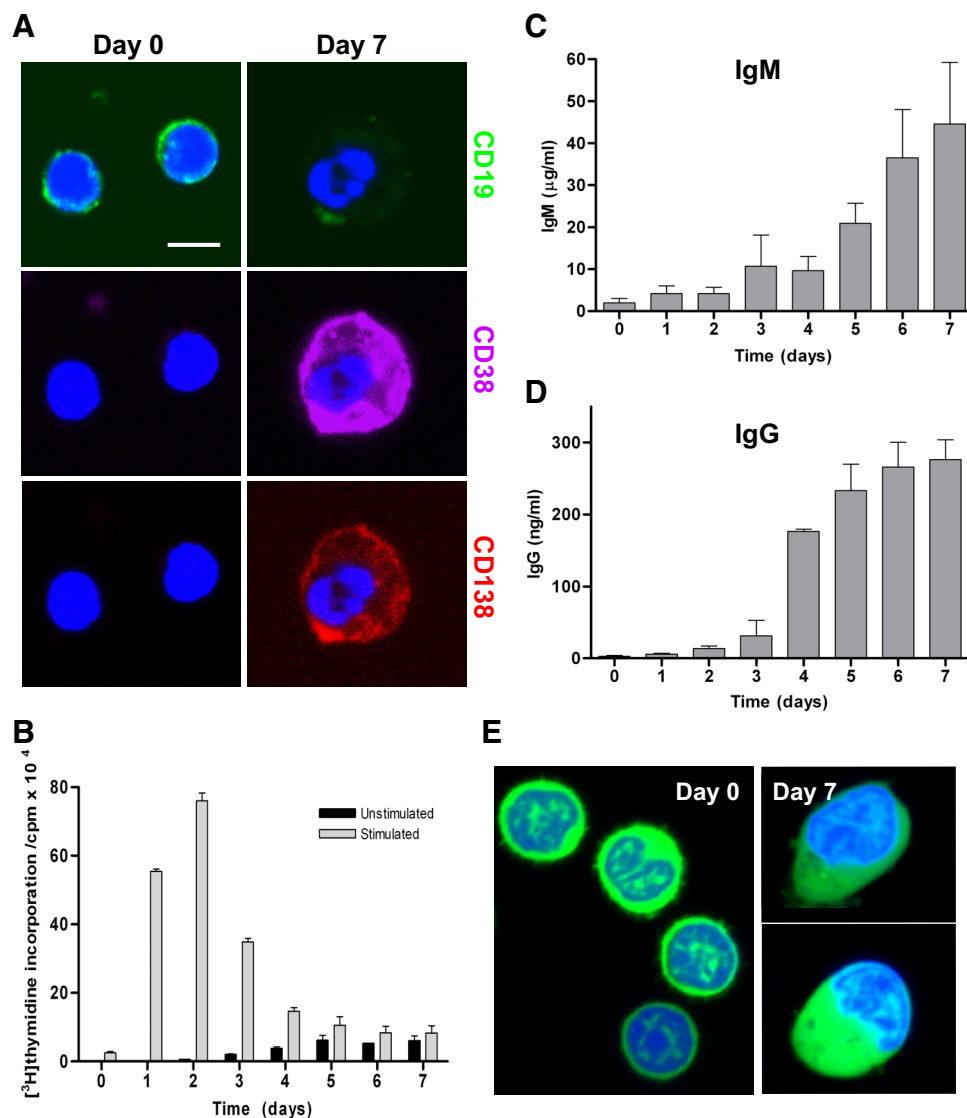 A
Day 0
Day 7
CD19
CD38
CD138
B
[³H]thymidine incorporation /cpm x 10 ⁴
80
60
40
20
0
Unstimulated
Stimulated
0 1 2 3 4 5 6 7
Time (days)
C
IgM
IgM (µg/ml)
60
50
40
30
20
10
0
0 1 2 3 4 5 6 7
Time (days)
D
IgG
IgG (ng/ml)
300
200
100
0
0 1 2 3 4 5 6 7
Time (days)
E
Day 0
Day 7